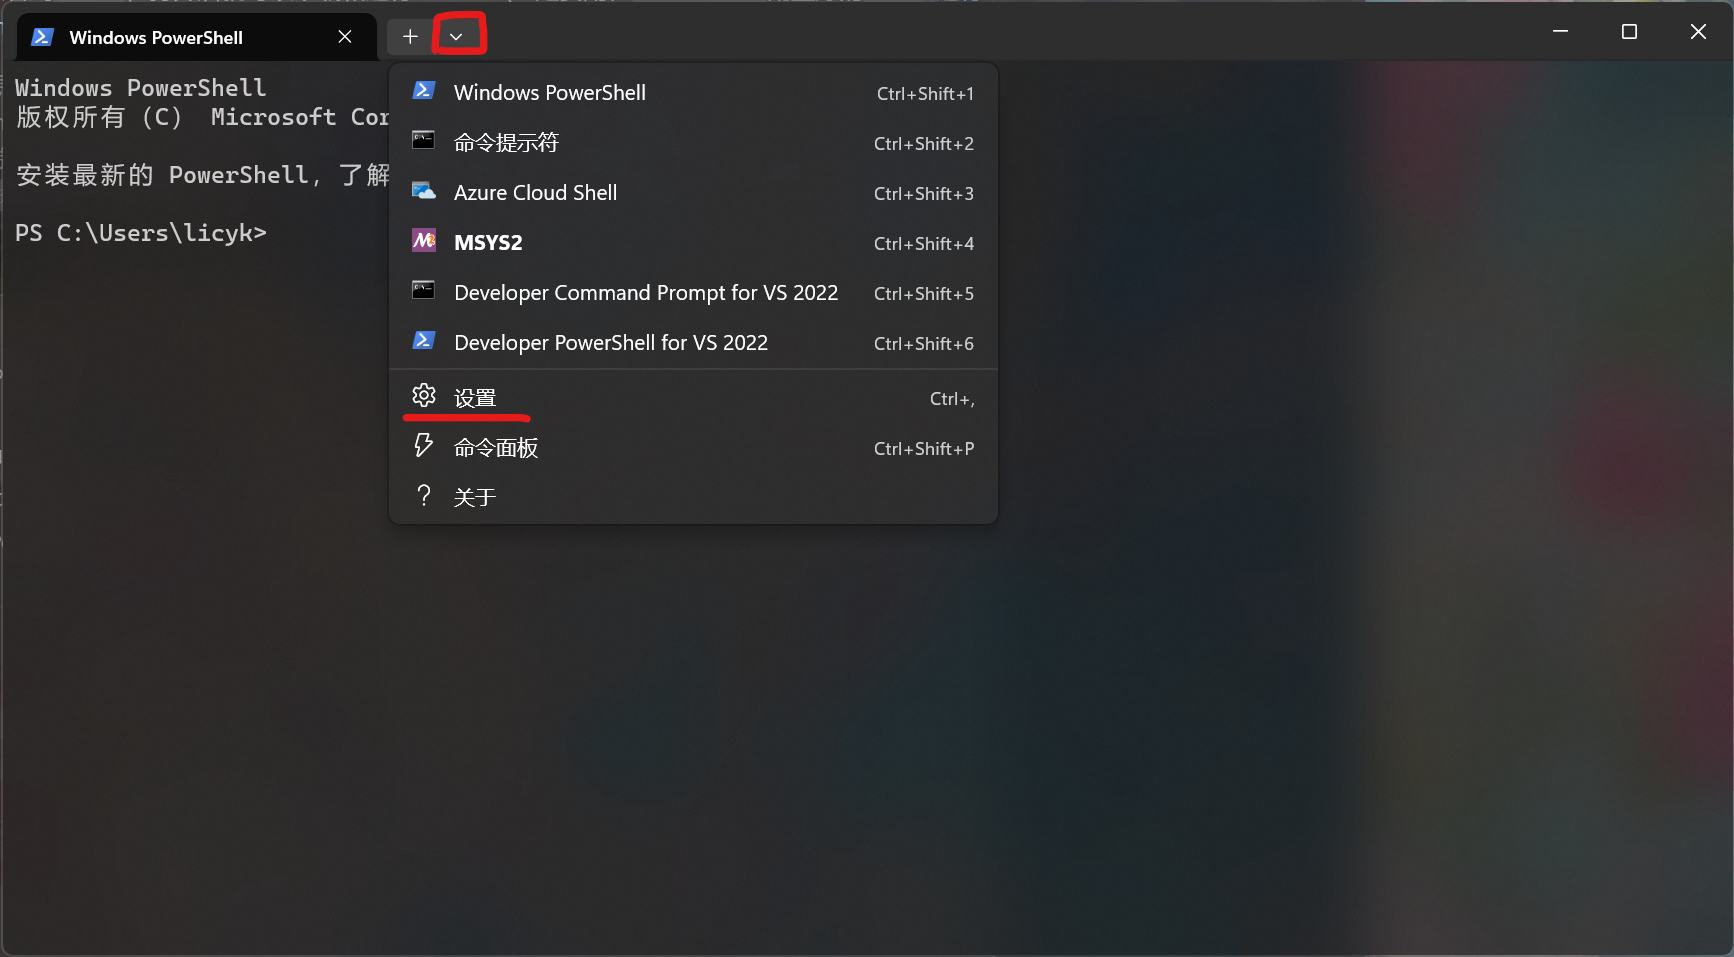 Windows PowerShell
Windows PowerShell
版权所有 (C) Microsoft Cor
安装最新的 PowerShell，了解
PS C:\Users\licyk>
Windows PowerShell Ctrl+Shift+1
命令提示符 Ctrl+Shift+2
Azure Cloud Shell Ctrl+Shift+3
MSYS2 Ctrl+Shift+4
Developer Command Prompt for VS 2022 Ctrl+Shift+5
Developer PowerShell for VS 2022 Ctrl+Shift+6
设置 Ctrl+,
命令面板 Ctrl+Shift+P
关于